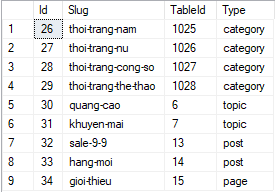 Id Slug TableId Type
1 26 thoi-trang-nam 1025 category
2 27 thoi-trang-nu 1026 category
3 28 thoi-trang-cong-so 1027 category
4 29 thoi-trang-the-thao 1028 category
5 30 quang-cao 6 topic
6 31 khuyen-mai 7 topic
7 32 sale-9-9 13 post
8 33 hang-moi 14 post
9 34 gioi-thieu 15 page